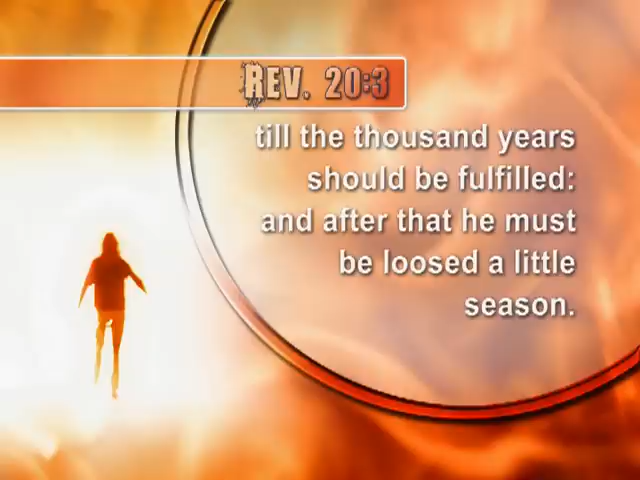 REV. 20:3
till the thousand years
should be fulfilled:
and after that he must
be loosed a little
season.